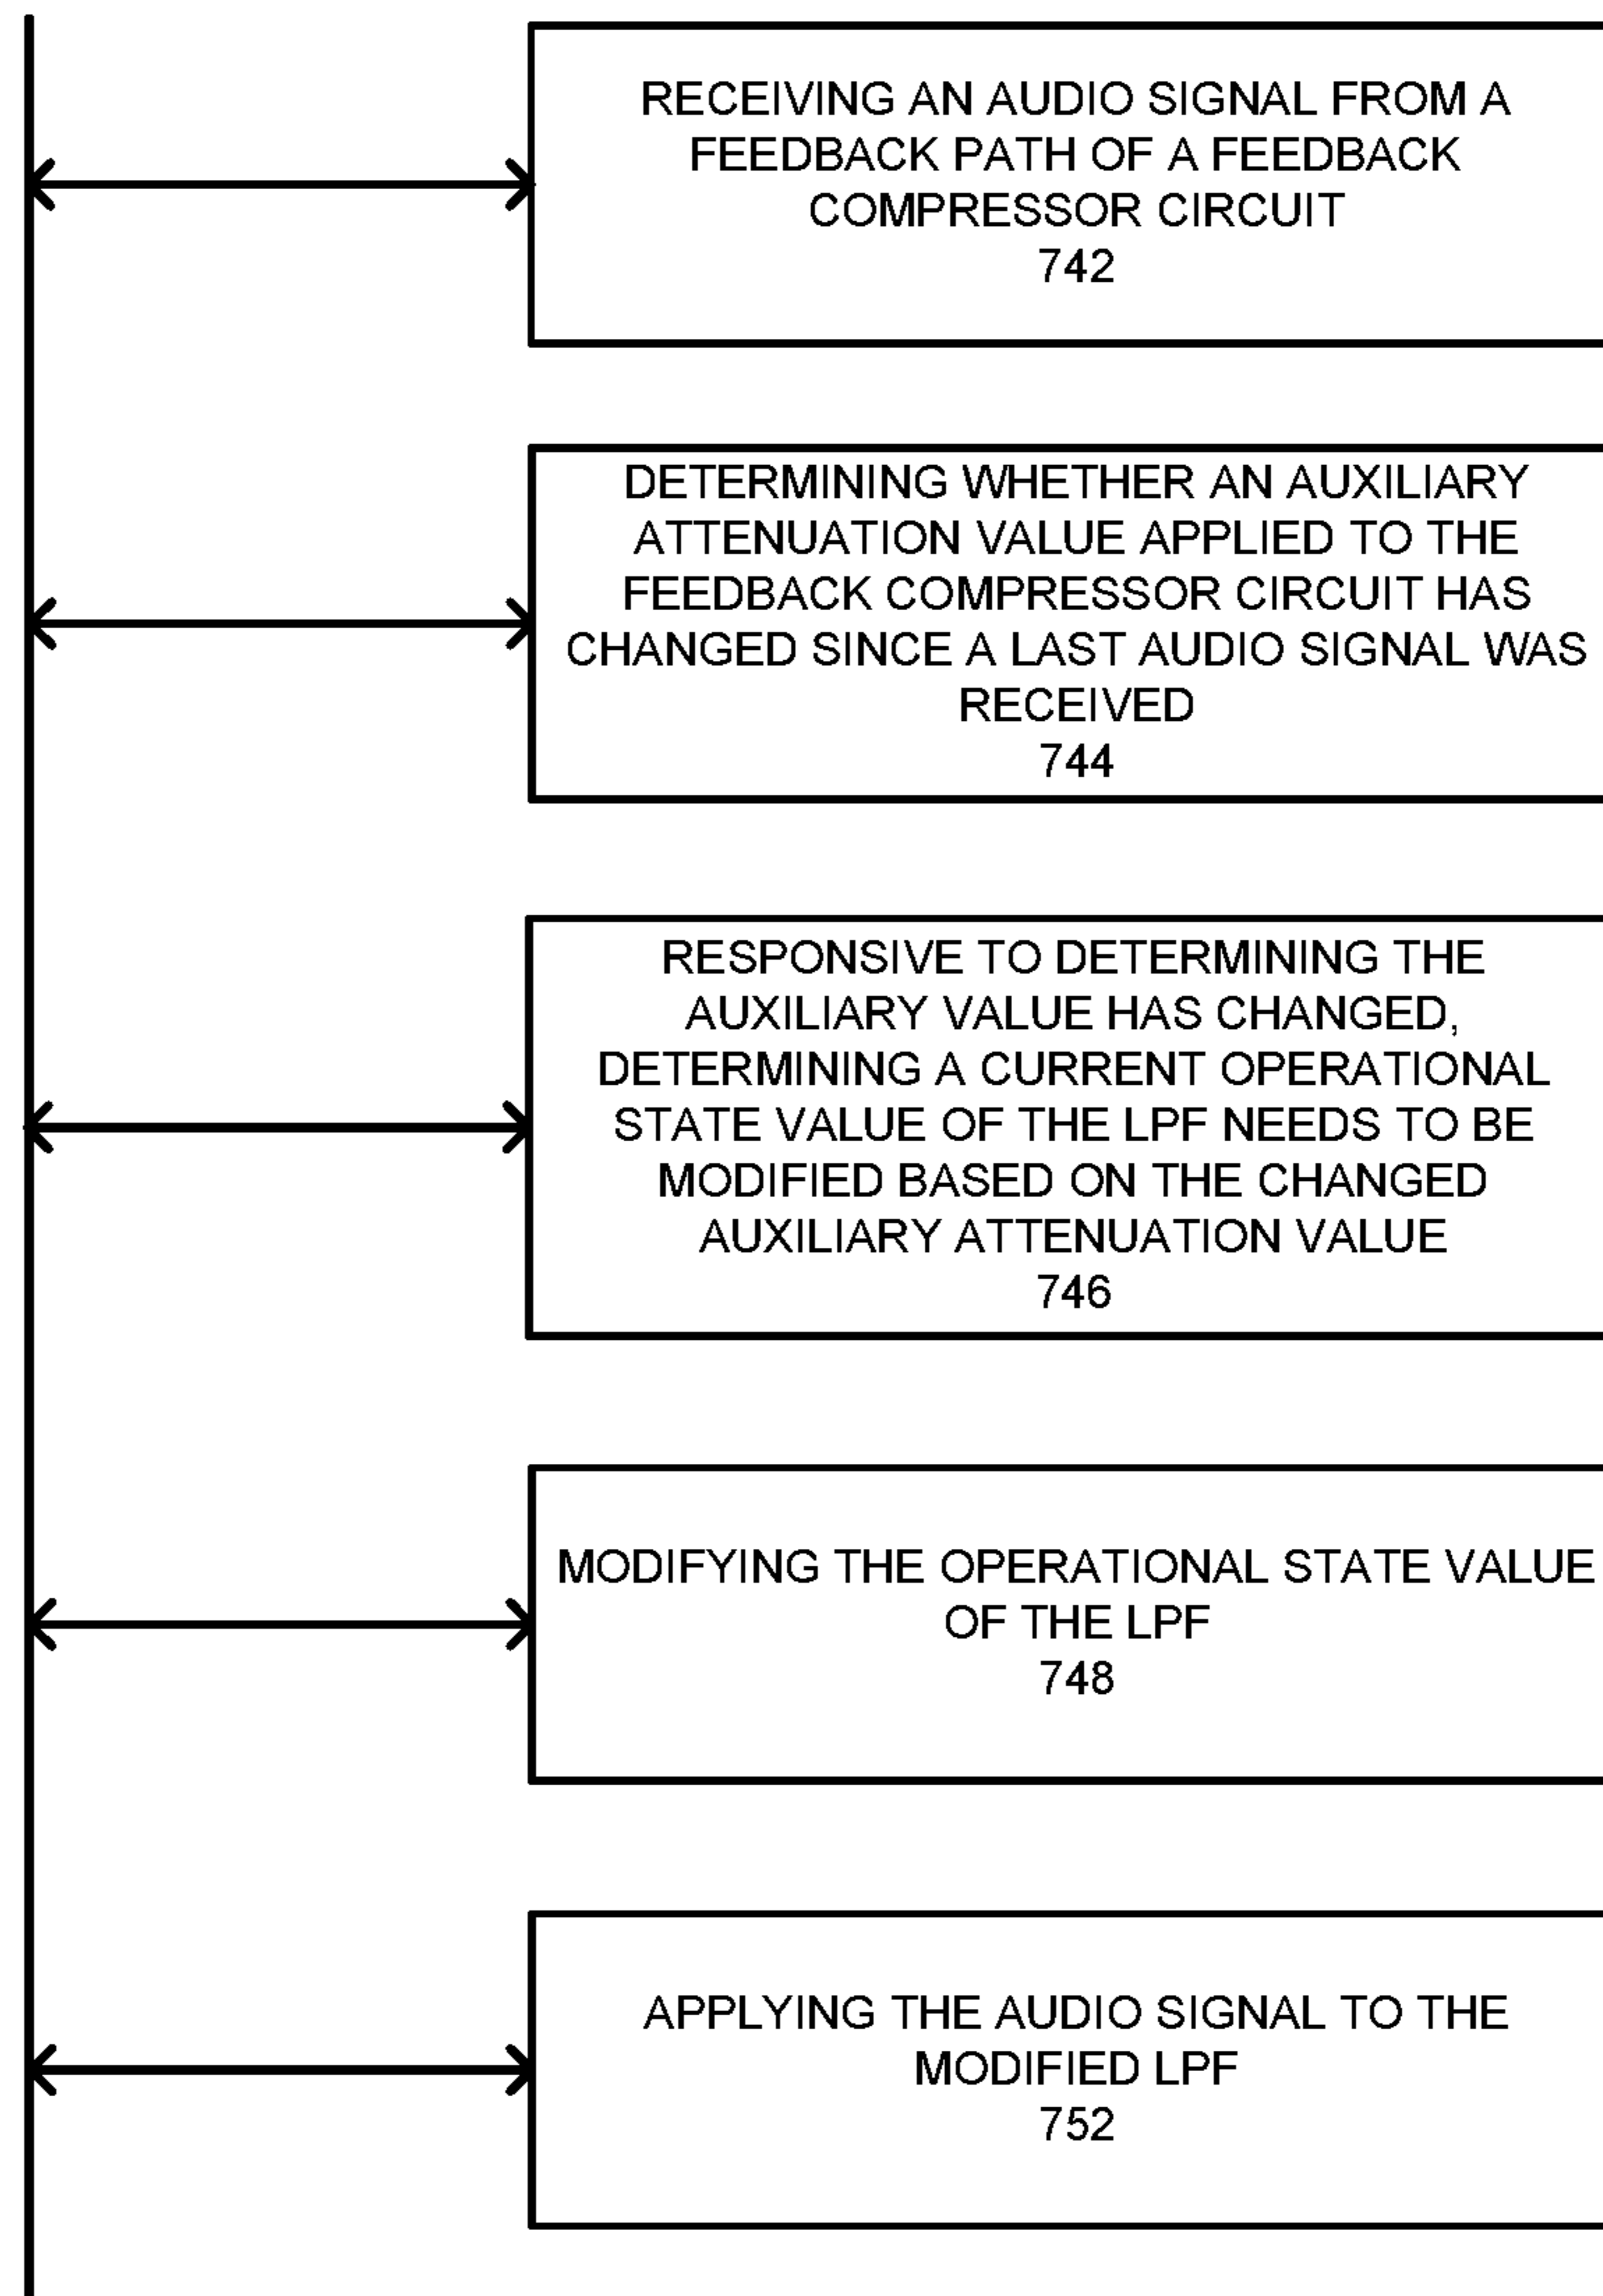 RECEIVING AN AUDIO SIGNAL FROM A
FEEDBACK PATH OF A FEEDBACK
COMPRESSOR CIRCUIT
742
DETERMINING WHETHER AN AUXILIARY
ATTENUATION VALUE APPLIED TO THE
FEEDBACK COMPRESSOR CIRCUIT HAS
CHANGED SINCE A LAST AUDIO SIGNAL WAS
RECEIVED
744
RESPONSIVE TO DETERMINING THE
AUXILIARY VALUE HAS CHANGED,
DETERMINING A CURRENT OPERATIONAL
STATE VALUE OF THE LPF NEEDS TO BE
MODIFIED BASED ON THE CHANGED
AUXILIARY ATTENUATION VALUE
746
MODIFYING THE OPERATIONAL STATE VALUE
OF THE LPF
748
APPLYING THE AUDIO SIGNAL TO THE
MODIFIED LPF
752